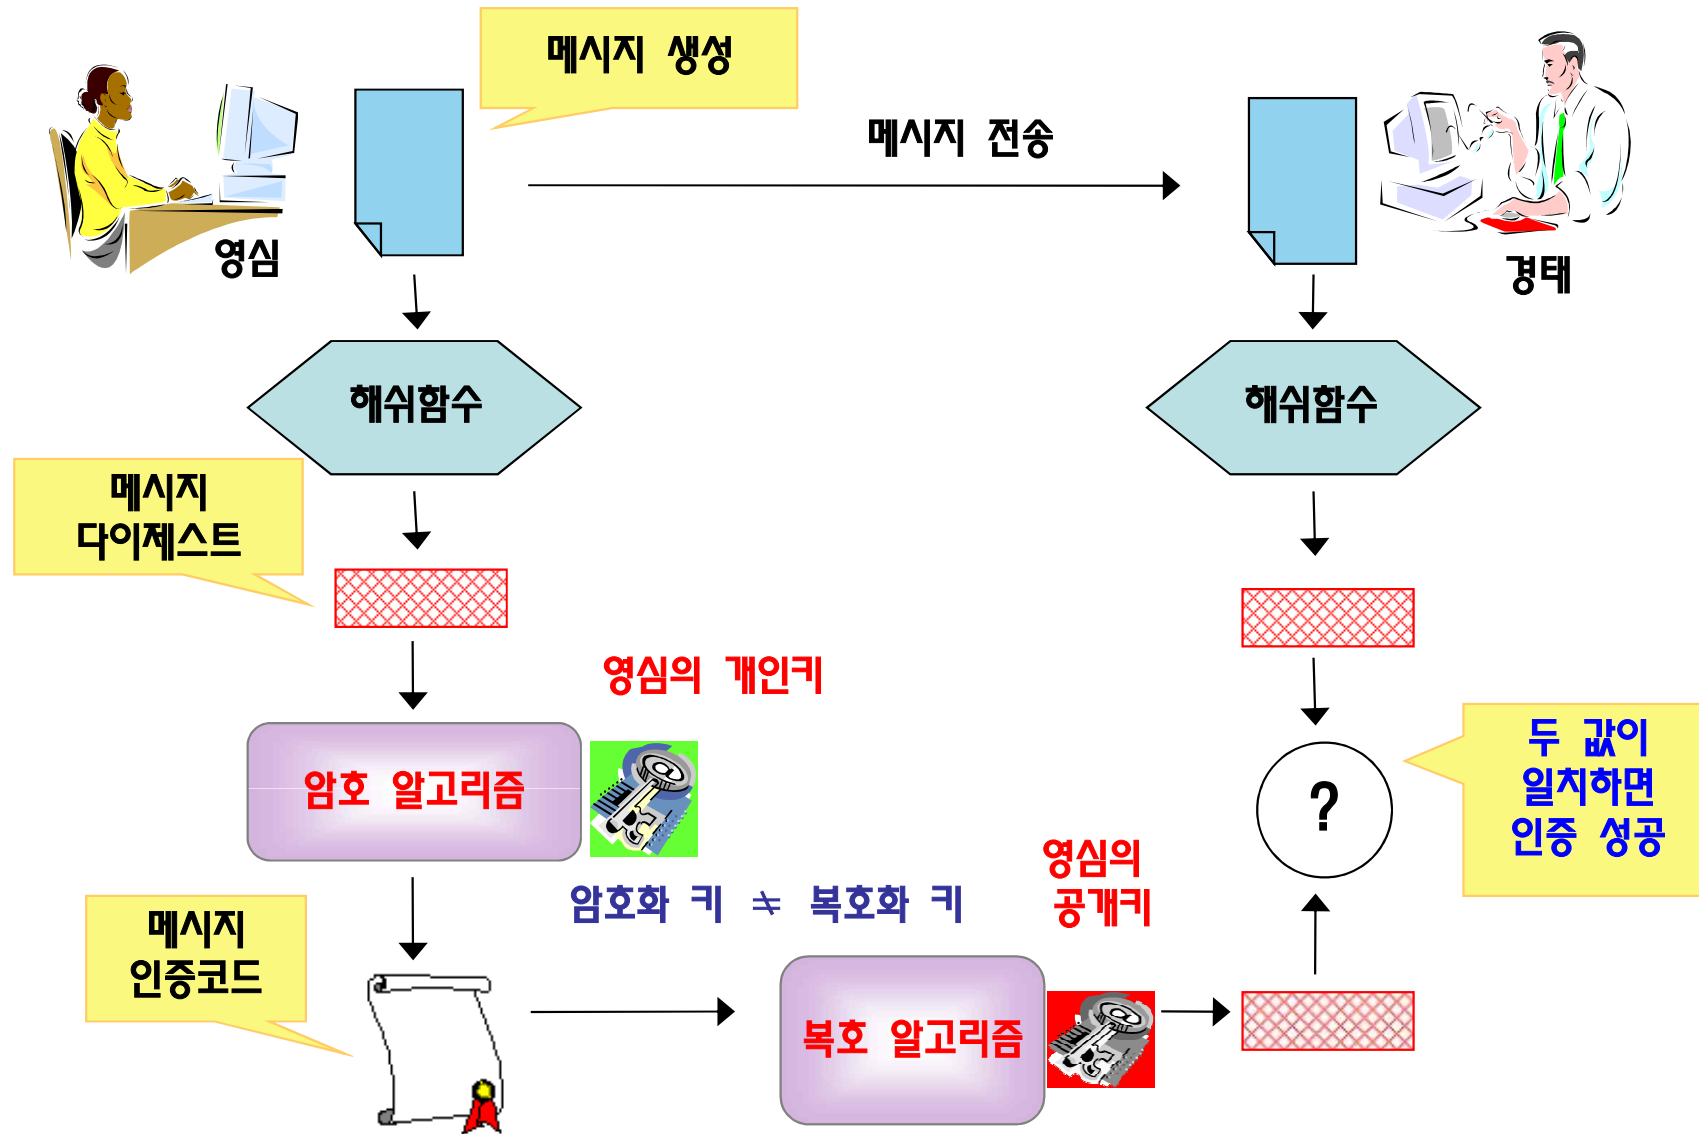 메시지 생성
메시지 전송
영심
경태
해쉬함수
해쉬함수
메시지
다이제스트
영심의 개인키
암호 알고리즘
두 값이
일치하면
인증 성공
?
영심의
공개키
암호화 키 ≠ 복호화 키
메시지
인증코드
복호 알고리즘